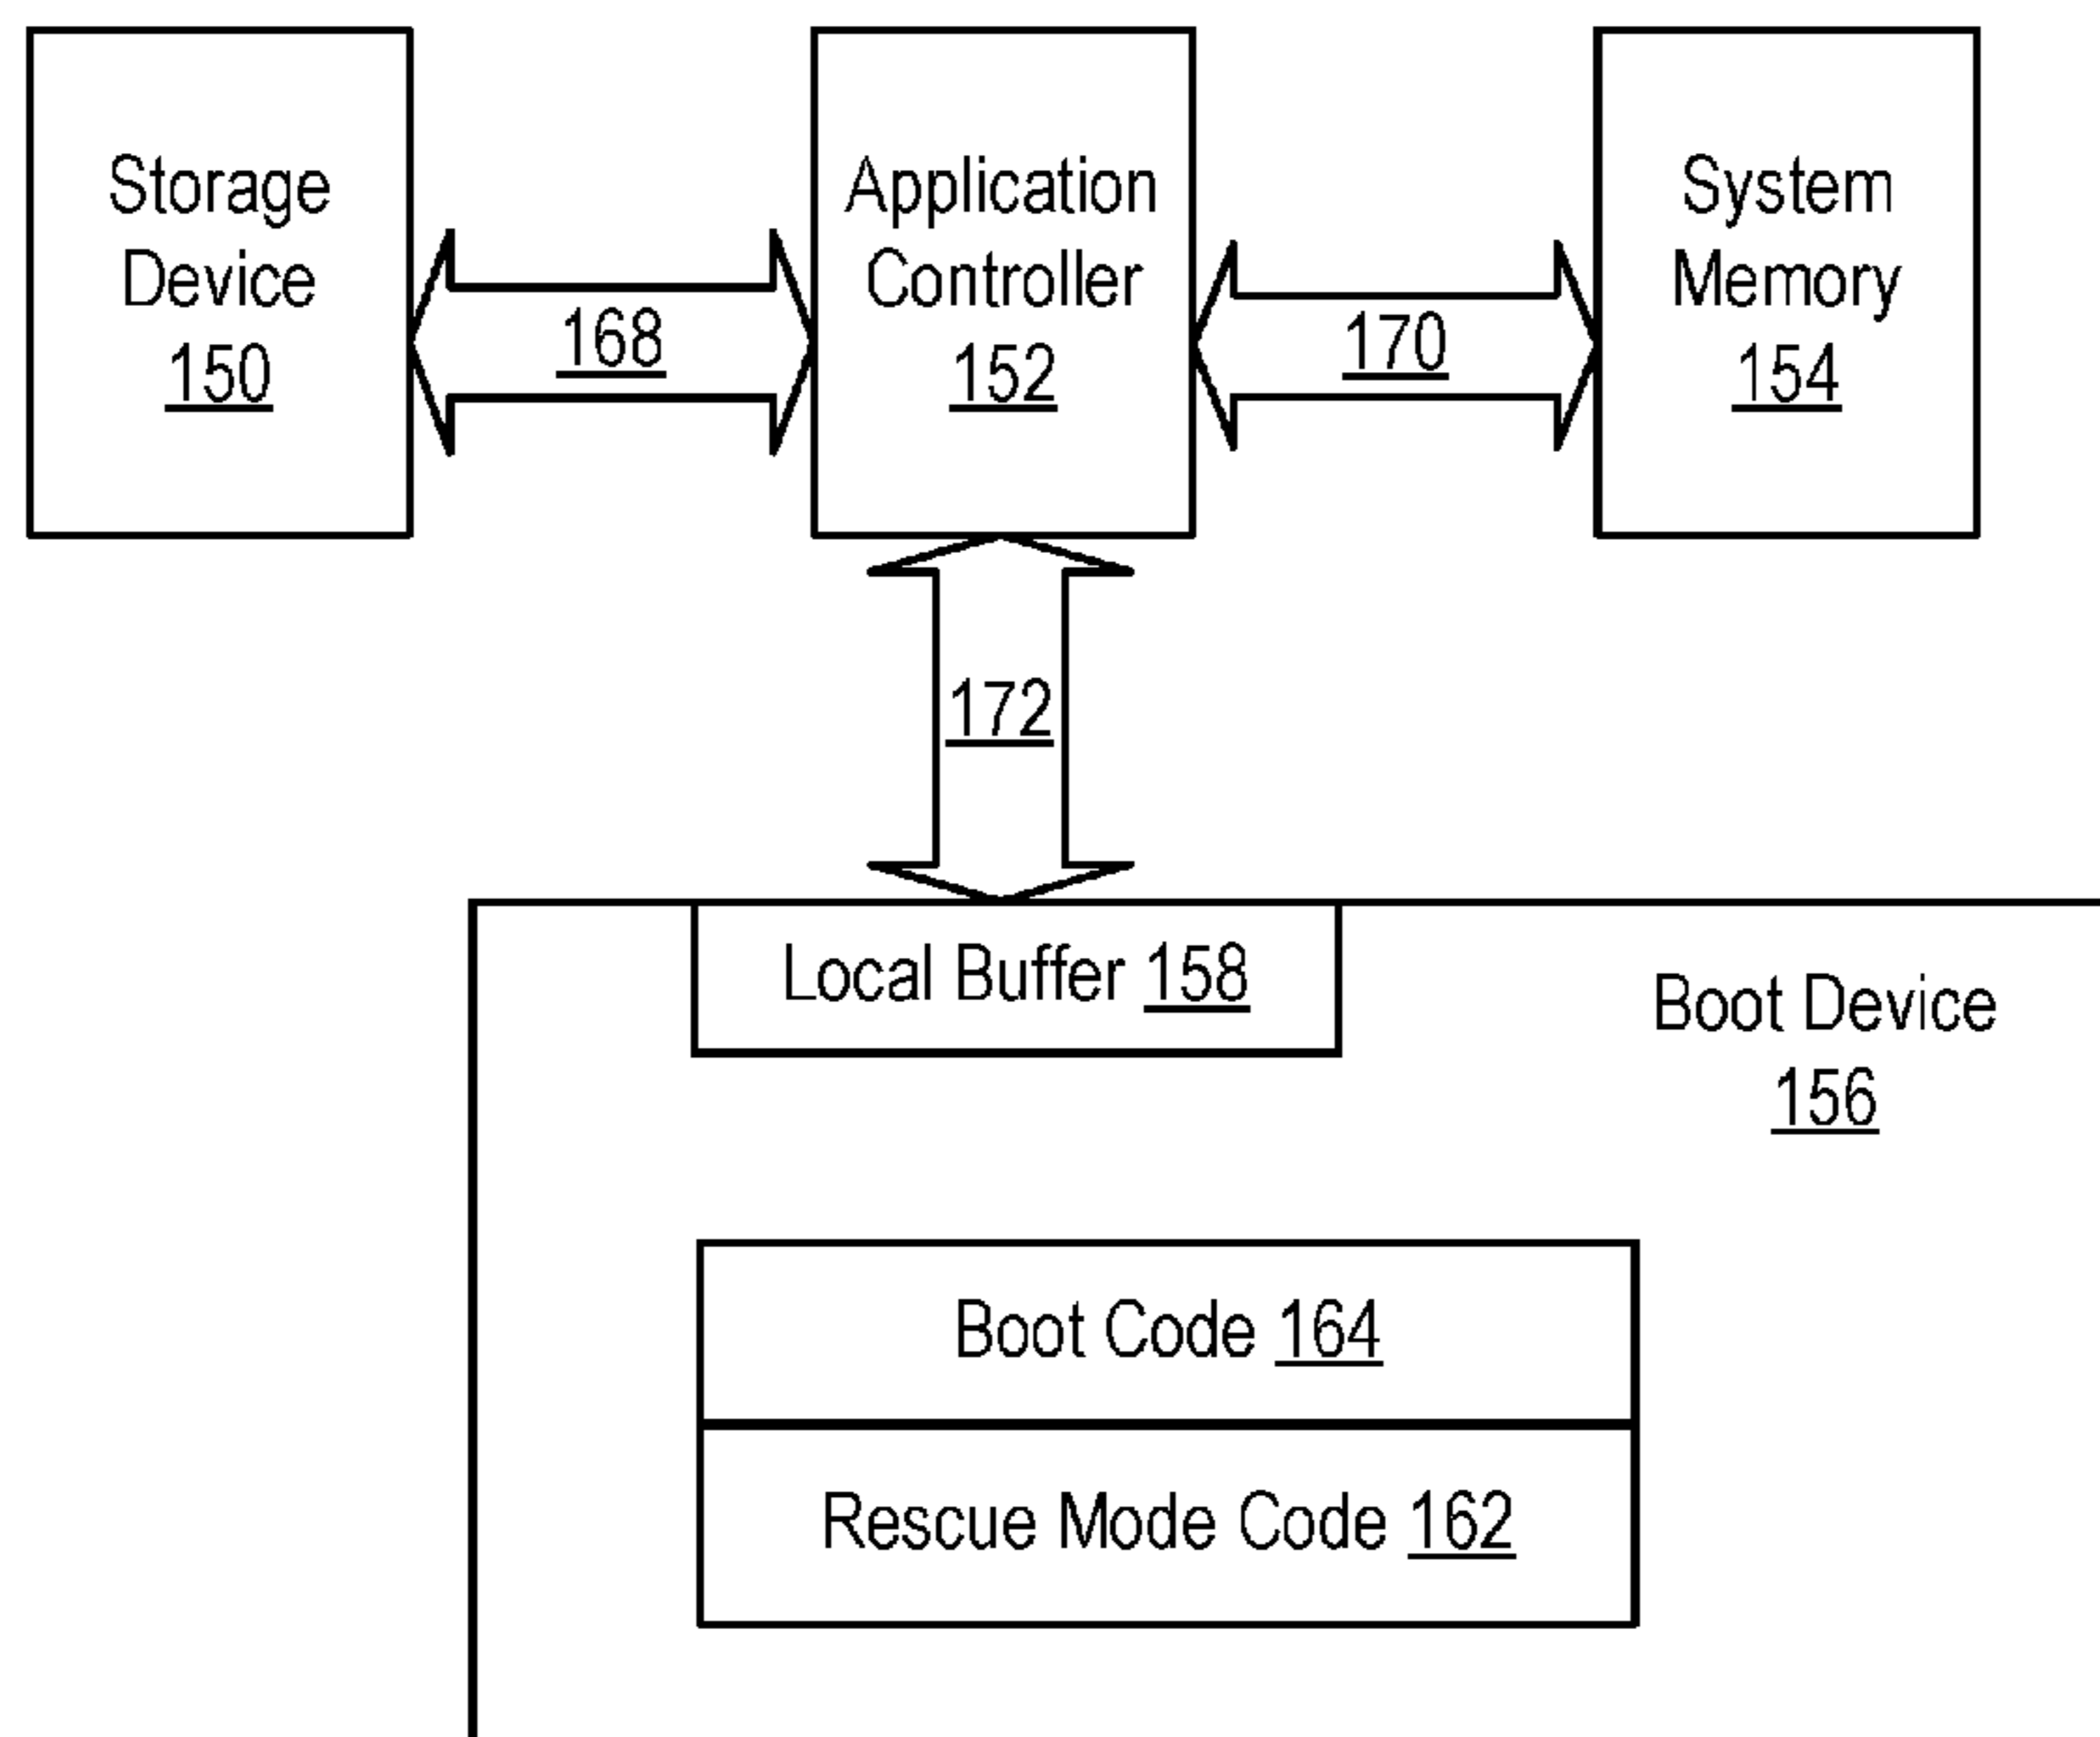 Storage
Device
150
168
Application
Controller
152
170
System
Memory
154
172
Local Buffer 158
Boot Device
156
Boot Code 164
Rescue Mode Code 162